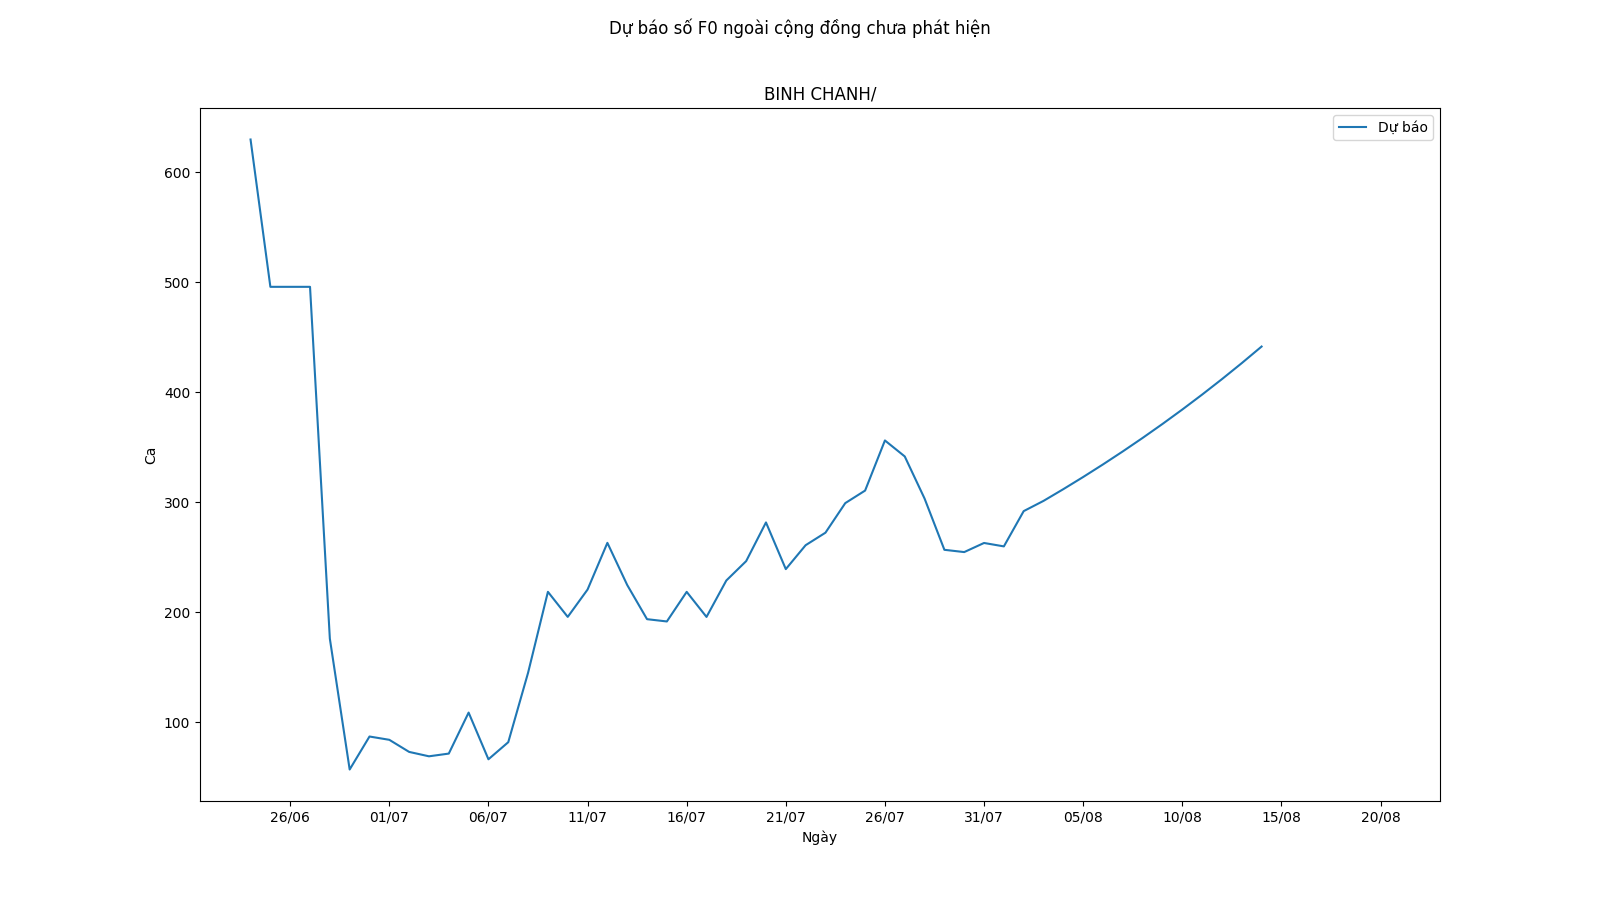 Dự báo số F0 ngoài cộng đồng chưa phát hiện
BINH CHANH/
Dự báo
600
500
400
300
200
100
Ca
26/06 01/07 06/07 11/07 16/07 21/07 26/07 31/07 05/08 10/08 15/08 20/08
Ngày